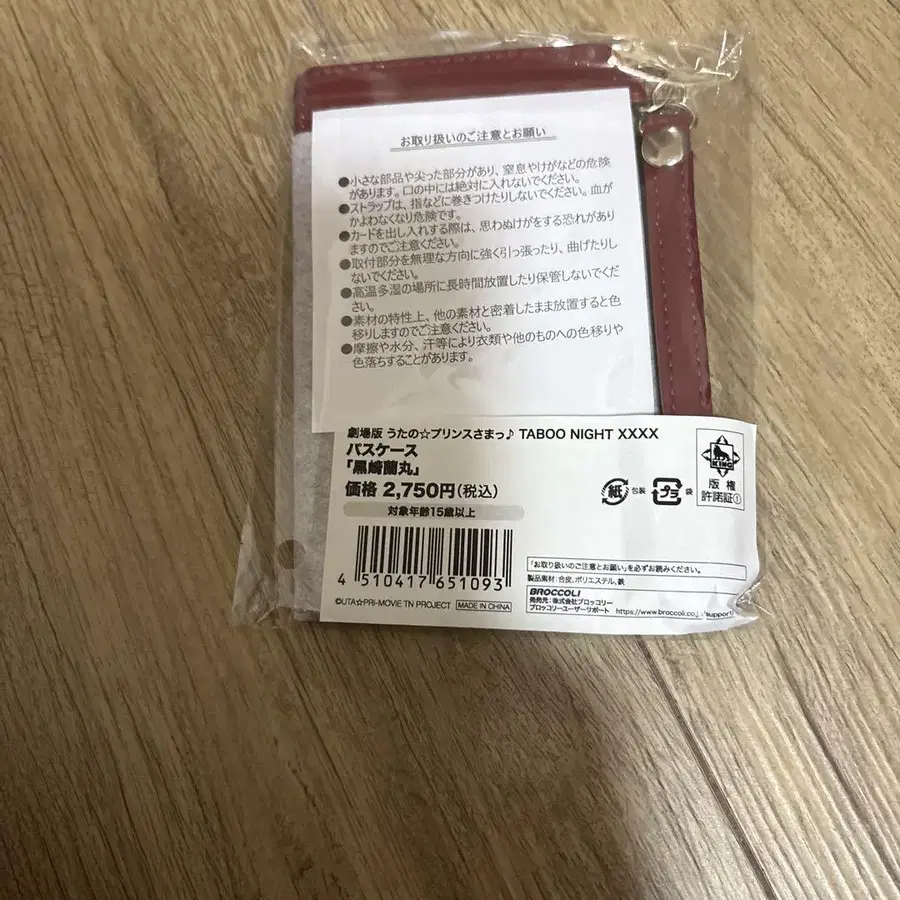 お取り扱いのご注意とお願い
●小さな部品や尖った部分があり、窒息やけがなどの危険
があります。口の中には絶対に入れないでください。
●ストラップは、指などに巻きつけたりしないでください。血が
かよわなくなり危険です。
●カードを出し入れする際は、思わぬけがをする恐れがあり
ますのでご注意ください。
●取付部分を無理な方向に強く引っ張ったり、曲げたりし
ないでください。
●高温多湿の場所に長時間放置したり保管しないでくだ
さい。
●素材の特性上、他の素材と密着したまま放置すると色
移りしますのでご注意ください。
●摩擦や水分、汗等により衣類や他のものへの色移りや
色落ちすることがあります。
劇場版 うたの☆プリンスさまっ♪ TABOO NIGHT XXXX
パスケース
「黒崎蘭丸」
価格 2,750円(税込)
対象年齢15歳以上
紙 包装 プラ 袋
KING
版権
許諾証①
4 510417 651093
©UTA☆PRI-MOVIE TN PROJECT MADE IN CHINA
「お取り扱いのご注意とお願い」を必ずお読みください。
製品素材:合皮、ポリエステル、鉄
BROCCOLI
発売元:株式会社ブロッコリー
ブロッコリーユーザーサポート https://www.broccoli.co.jp/support/